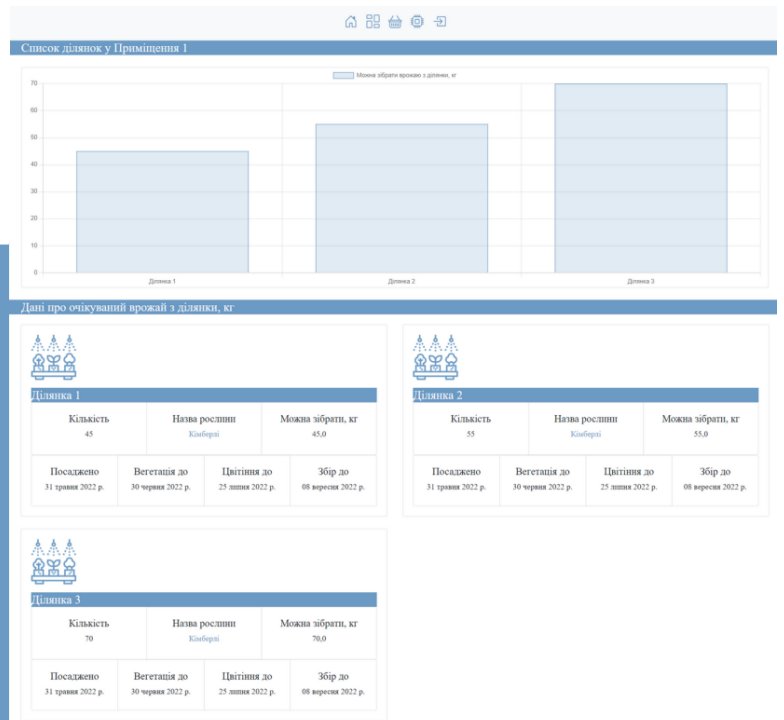 Список ділянок у Приміщення 1
Можна зібрати врожаю з ділянки, кг
70
60
50
40
30
20
10
0
Ділянка 1 Ділянка 2 Ділянка 3
Дані про очікуваний врожай з ділянки, кг
Ділянка 1
Кількість Назва рослини Можна зібрати, кг
45 Кімберлі 45,0
Посаджено Вегетація до Цвітіння до Збір до
31 травня 2022 р. 30 червня 2022 р. 25 липня 2022 р. 08 вересня 2022 р.
Ділянка 2
Кількість Назва рослини Можна зібрати, кг
55 Кімберлі 55,0
Посаджено Вегетація до Цвітіння до Збір до
31 травня 2022 р. 30 червня 2022 р. 25 липня 2022 р. 08 вересня 2022 р.
Ділянка 3
Кількість Назва рослини Можна зібрати, кг
70 Кімберлі 70,0
Посаджено Вегетація до Цвітіння до Збір до
31 травня 2022 р. 30 червня 2022 р. 25 липня 2022 р. 08 вересня 2022 р.